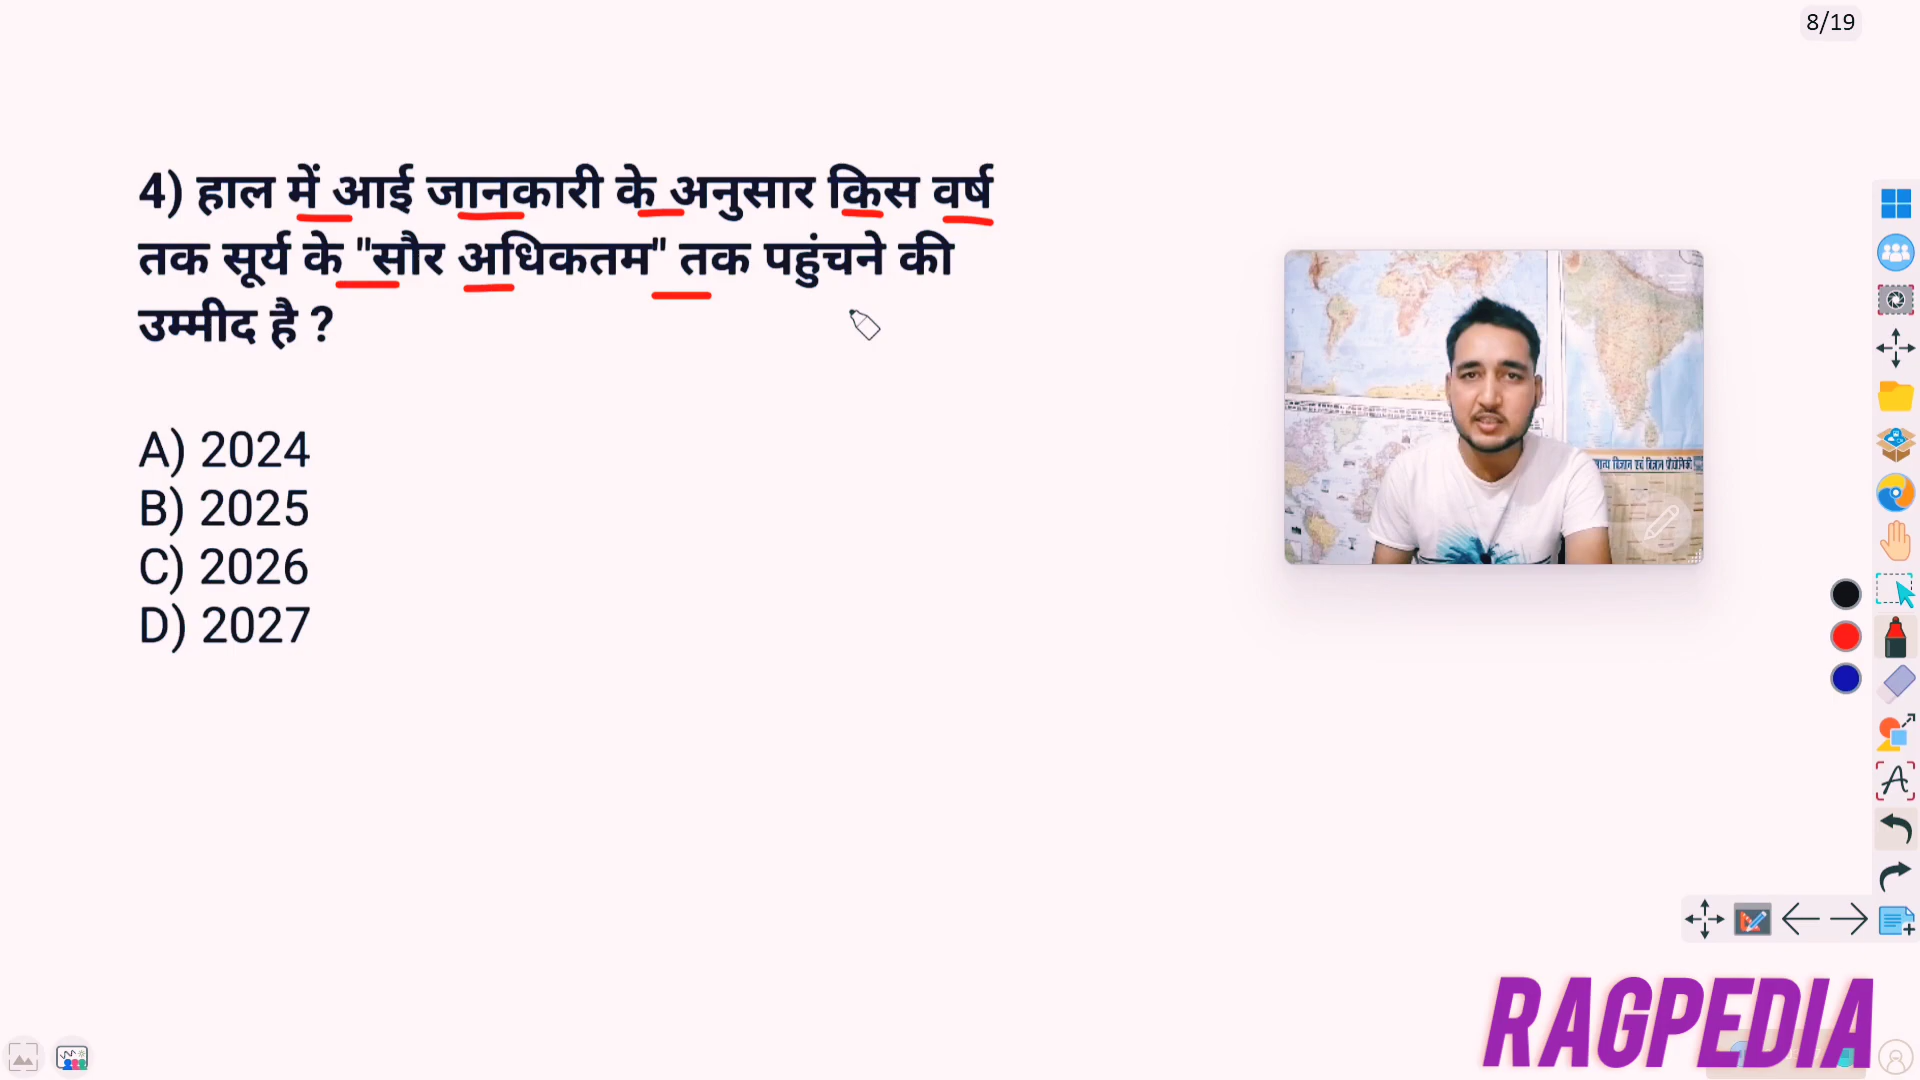 8/19
4) हाल में आई जानकारी के अनुसार किस वर्ष
तक सूर्य के "सौर अधिकतम" तक पहुंचने की
उम्मीद है ?
A) 2024
B) 2025
C) 2026
D) 2027
विज्ञान एवं
RAGPEDIA